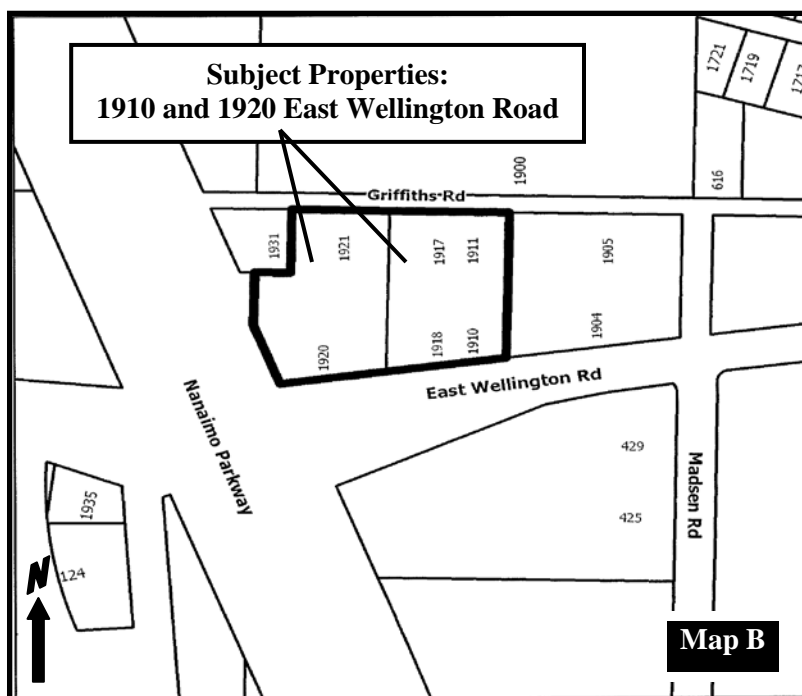 Subject Properties:
1910 and 1920 East Wellington Road
1721
1719
1717
1900
616
Griffiths Rd
1931
1921
1917
1911
1905
1920
1918
1910
1904
East Wellington Rd
Nanaimo Parkway
429
Madsen Rd
1935
425
124
N
Map B